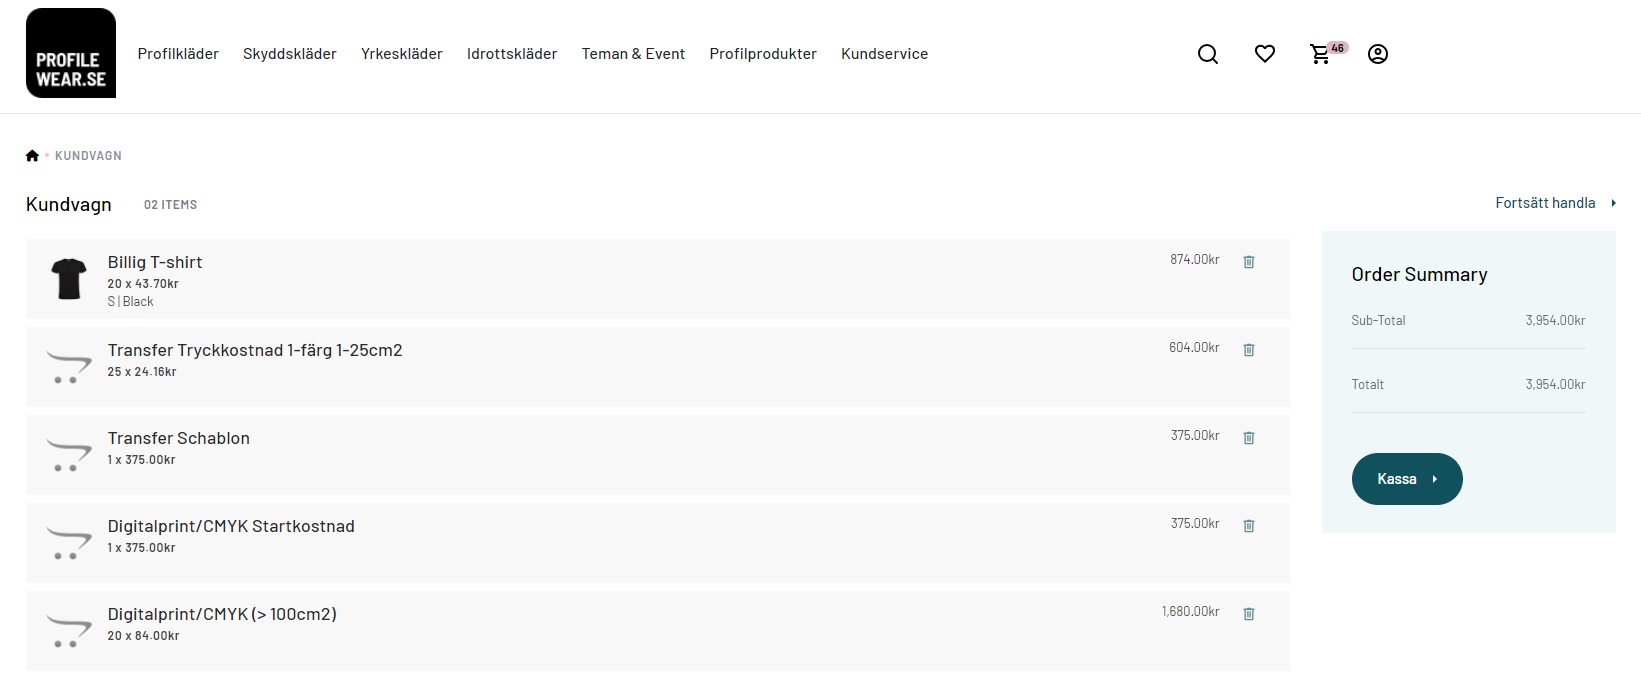 PROFILE
WEAR.SE
Profilkläder Skyddskläder Yrkeskläder Idrottskläder Teman & Event Profilprodukter Kundservice
46
KUNDVAGN
Kundvagn 02 ITEMS
Fortsätt handla
Billig T-shirt 874.00kr
20 x 43.70kr
S | Black
Transfer Tryckkostnad 1-färg 1-25cm2 604.00kr
25 x 24.16kr
Transfer Schablon 375.00kr
1 x 375.00kr
Digitalprint/CMYK Startkostnad 375.00kr
1 x 375.00kr
Digitalprint/CMYK (> 100cm2) 1,680.00kr
20 x 84.00kr
Order Summary
Sub-Total 3,954.00kr
Totalt 3,954.00kr
Kassa